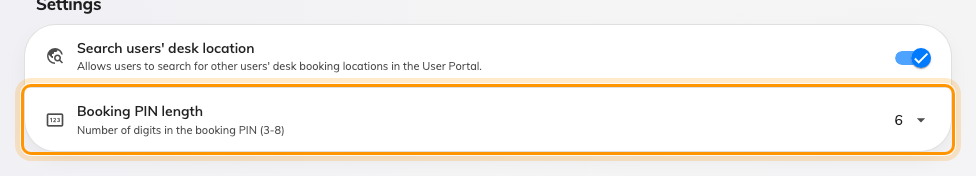 Settings
Search users' desk location
Allows users to search for other users' desk booking locations in the User Portal.
123
Booking PIN length
Number of digits in the booking PIN (3-8)
6